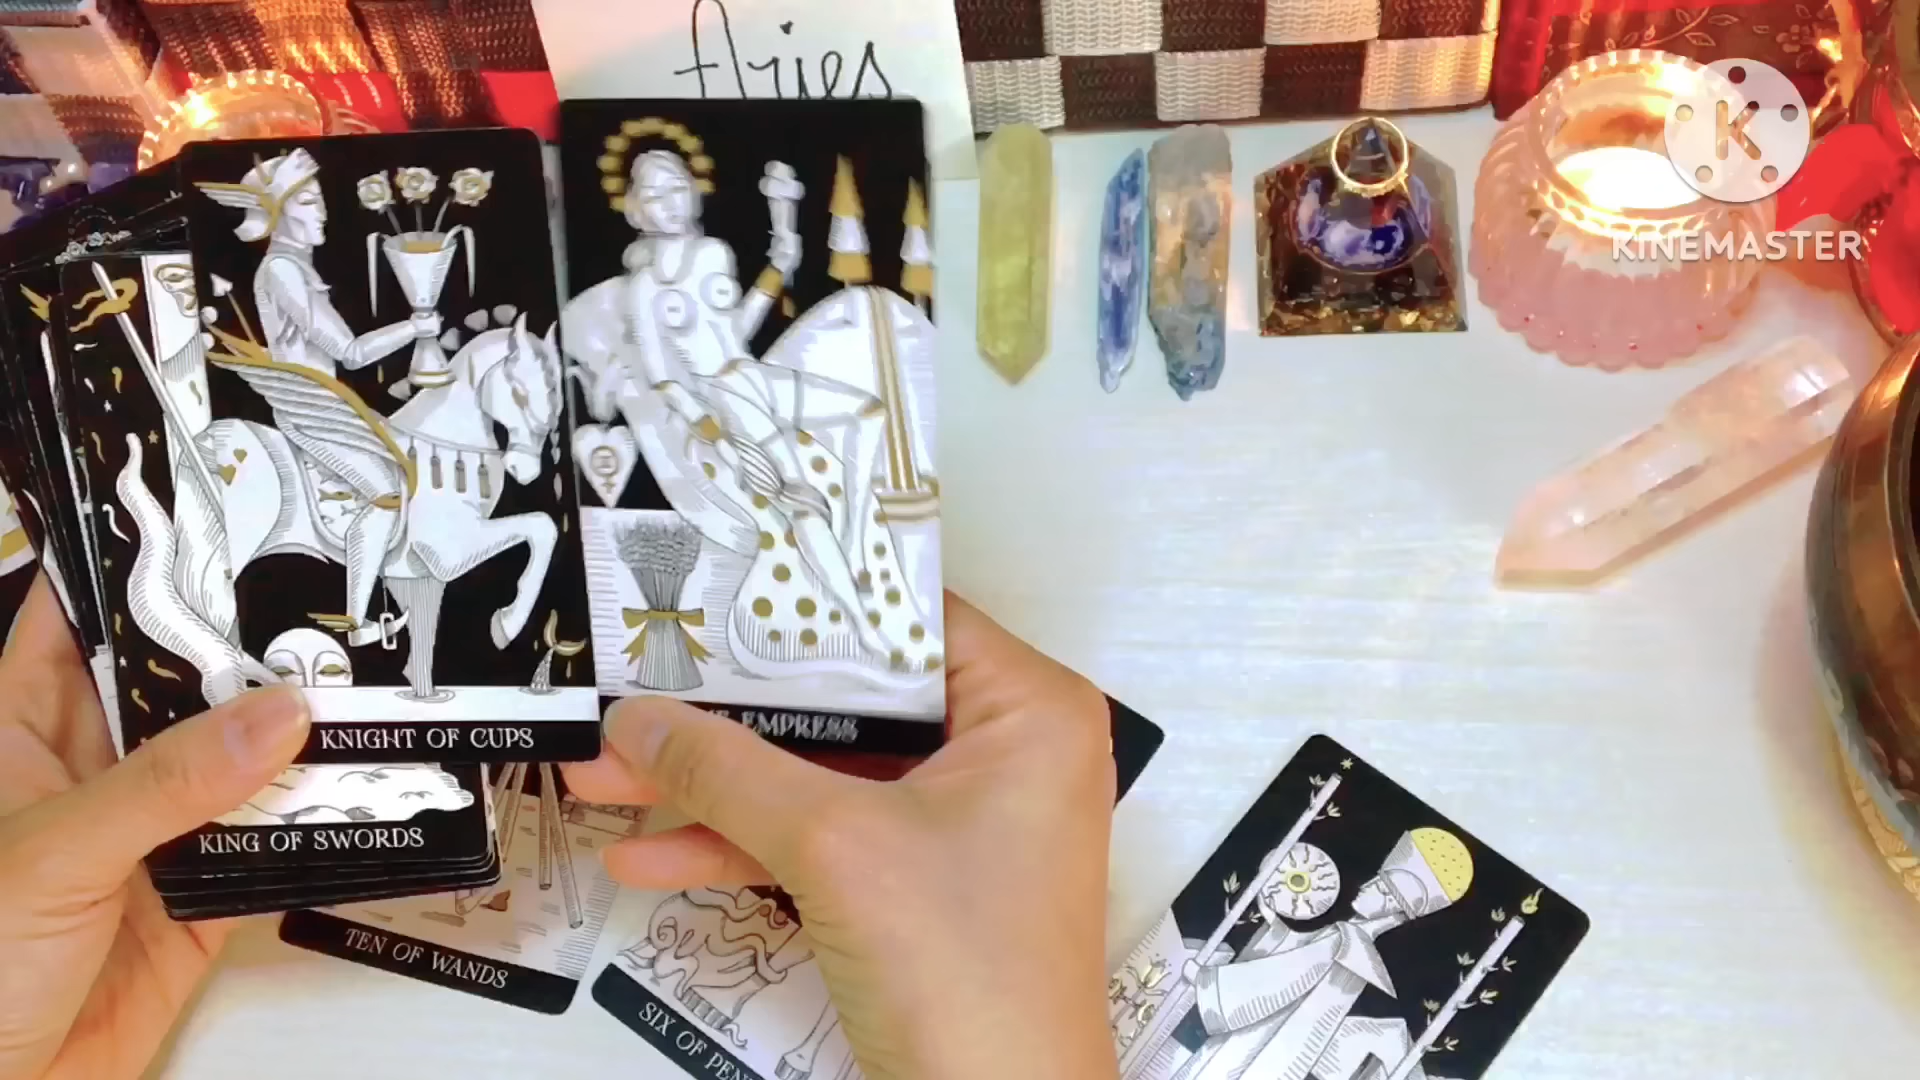 Aries
K
KINEMASTER
KNIGHT OF CUPS
EMPRESS
KING OF SWORDS
TEN OF WANDS
SIX OF